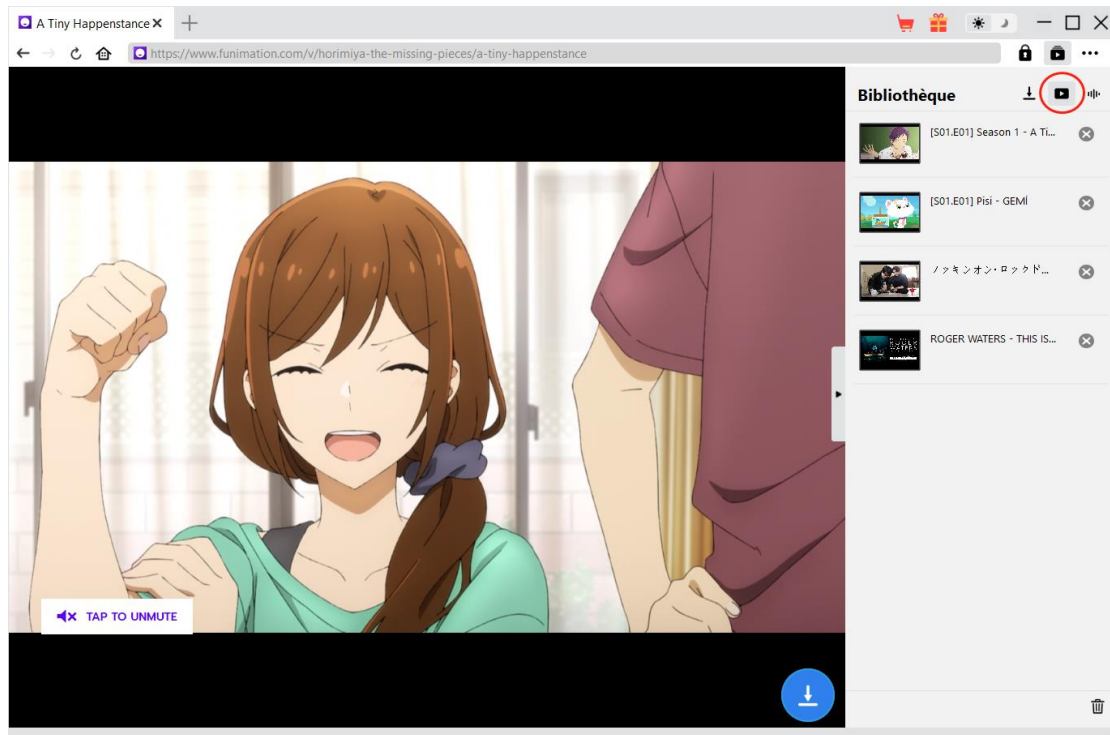 A Tiny Happenstance
https://www.funimation.com/v/horimiya-the-missing-pieces/a-tiny-happenstance
Bibliothèque
[S01.E01] Season 1 - A Ti...
[S01.E01] Pisi - GEMİ
ノッキンオン・ロックド...
ROGER WATERS - THIS IS...
TAP TO UNMUTE